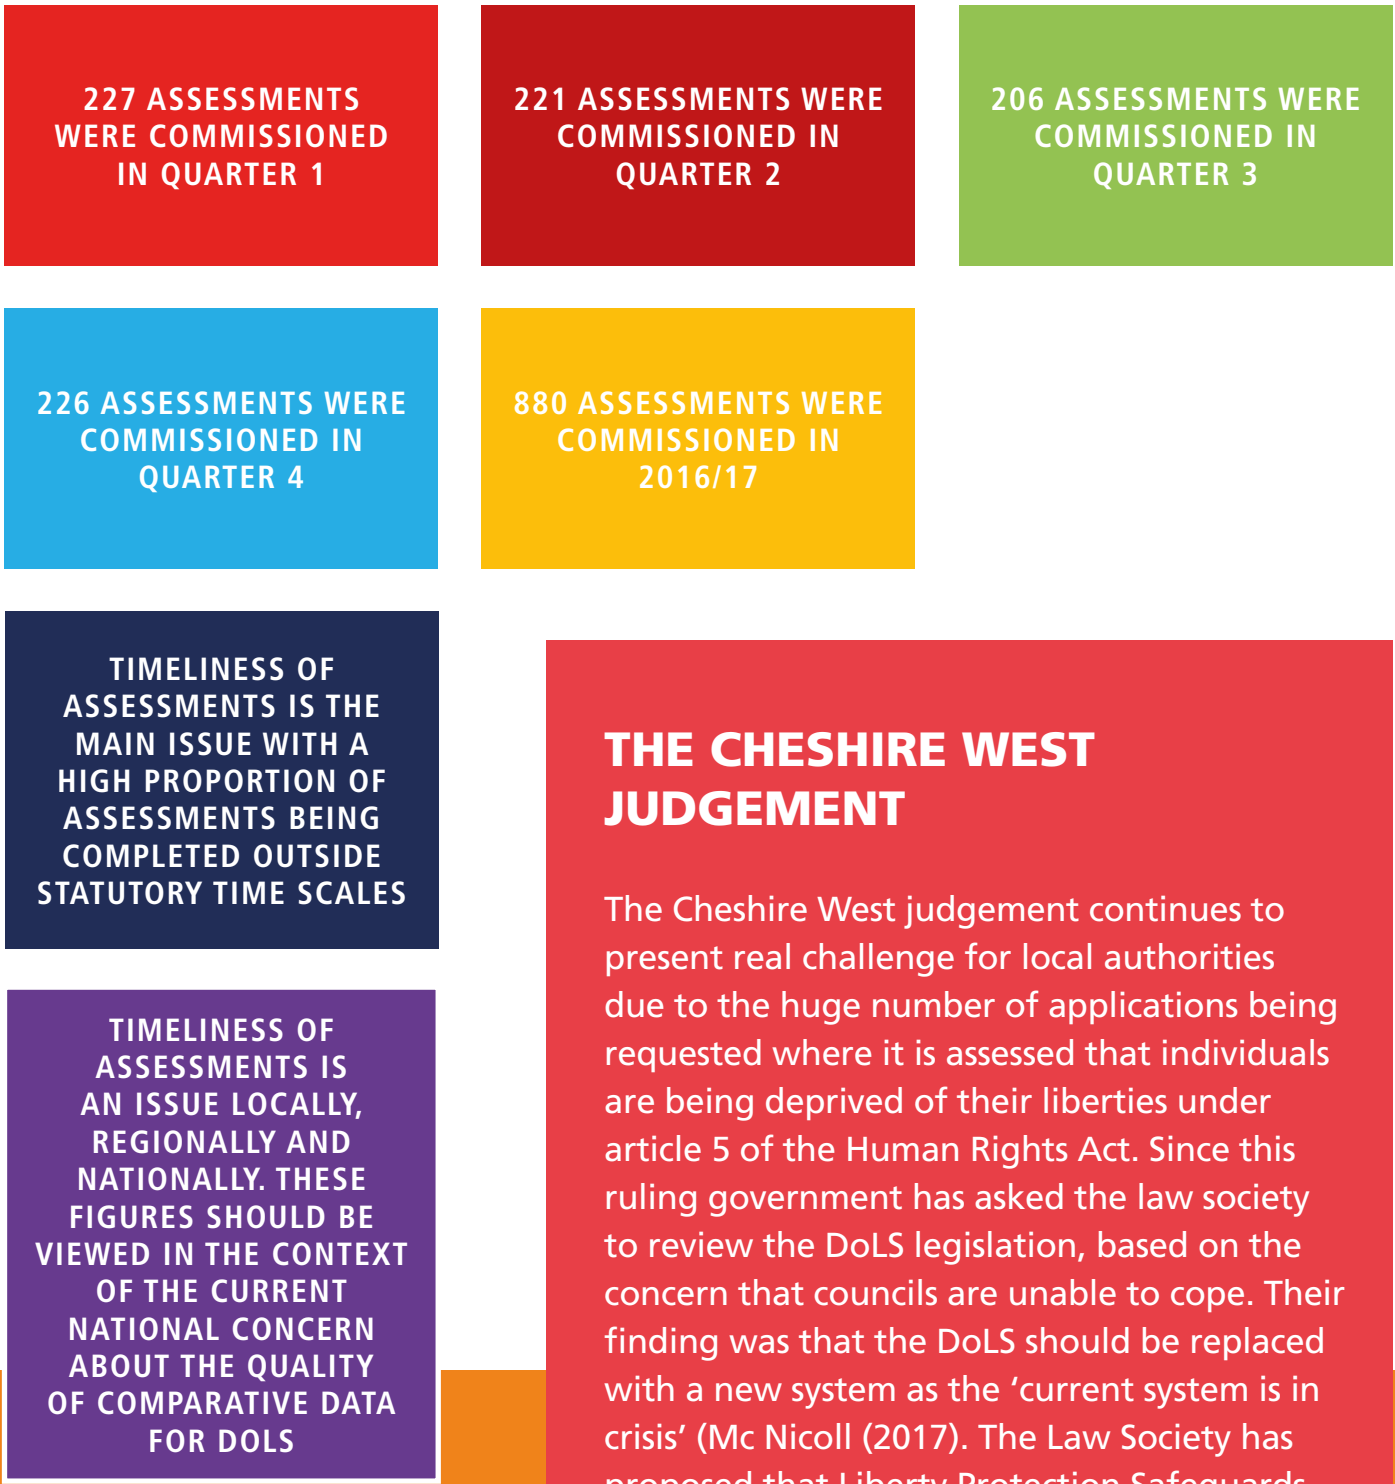 227 ASSESSMENTS
WERE COMMISSIONED
IN QUARTER 1
221 ASSESSMENTS WERE
COMMISSIONED IN
QUARTER 2
206 ASSESSMENTS WERE
COMMISSIONED IN
QUARTER 3
226 ASSESSMENTS WERE
COMMISSIONED IN
QUARTER 4
880 ASSESSMENTS WERE
COMMISSIONED IN
2016/17
TIMELINESS OF
ASSESSMENTS IS THE
MAIN ISSUE WITH A
HIGH PROPORTION OF
ASSESSMENTS BEING
COMPLETED OUTSIDE
STATUTORY TIME SCALES
TIMELINESS OF
ASSESSMENTS IS
AN ISSUE LOCALLY,
REGIONALLY AND
NATIONALLY. THESE
FIGURES SHOULD BE
VIEWED IN THE CONTEXT
OF THE CURRENT
NATIONAL CONCERN
ABOUT THE QUALITY
OF COMPARATIVE DATA
FOR DOLS
THE CHESHIRE WEST
JUDGEMENT
The Cheshire West judgement continues to
present real challenge for local authorities
due to the huge number of applications being
requested where it is assessed that individuals
are being deprived of their liberties under
article 5 of the Human Rights Act. Since this
ruling government has asked the law society
to review the DoLS legislation, based on the
concern that councils are unable to cope. Their
finding was that the DoLS should be replaced
with a new system as the ‘current system is in
crisis’ (Mc Nicoll (2017). The Law Society has
proposed that Liberty Protection Safeguards